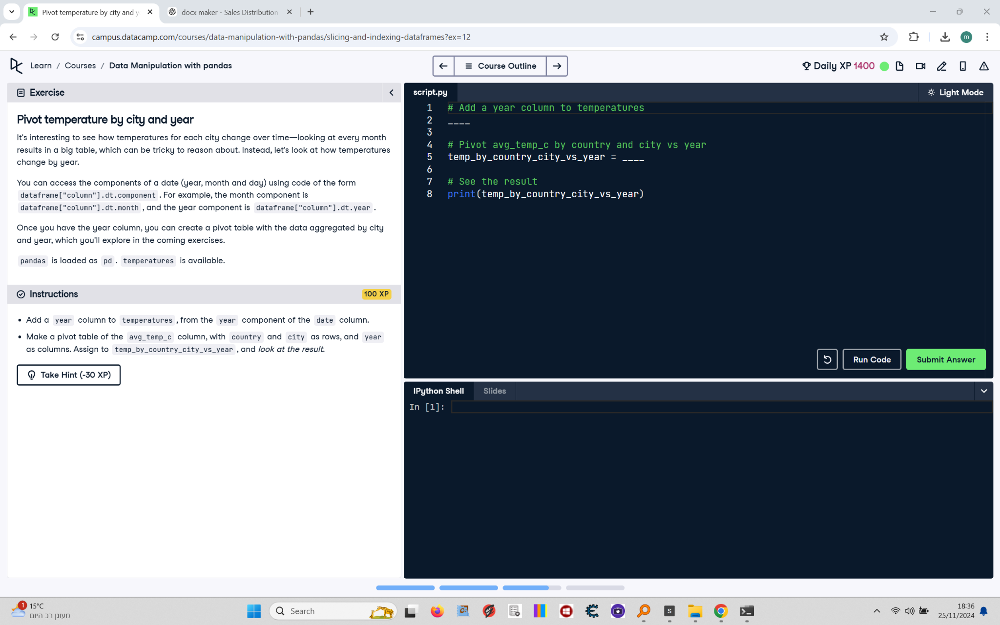 Pivot temperature by city and y
docx maker - Sales Distribution
campus.datacamp.com/courses/data-manipulation-with-pandas/slicing-and-indexing-dataframes?ex=12
m
Learn / Courses / Data Manipulation with pandas
Course Outline
Daily XP 1400
Exercise
Pivot temperature by city and year
It's interesting to see how temperatures for each city change over time—looking at every month
results in a big table, which can be tricky to reason about. Instead, let's look at how temperatures
change by year.
You can access the components of a date (year, month and day) using code of the form
dataframe["column"].dt.component . For example, the month component is
dataframe["column"].dt.month , and the year component is dataframe["column"].dt.year .
Once you have the year column, you can create a pivot table with the data aggregated by city
and year, which you'll explore in the coming exercises.
pandas is loaded as pd . temperatures is available.
Instructions
100 XP
• Add a year column to temperatures , from the year component of the date column.
• Make a pivot table of the avg_temp_c column, with country and city as rows, and year
as columns. Assign to temp_by_country_city_vs_year , and look at the result.
Take Hint (-30 XP)
script.py
Light Mode
1 # Add a year column to temperatures
2 ____
3
4 # Pivot avg_temp_c by country and city vs year
5 temp_by_country_city_vs_year = ____
6
7 # See the result
8 print(temp_by_country_city_vs_year)
Run Code
Submit Answer
IPython Shell
Slides
In [1]:
1
15°C
מעונן רב היום
Search
S
18:36
25/11/2024